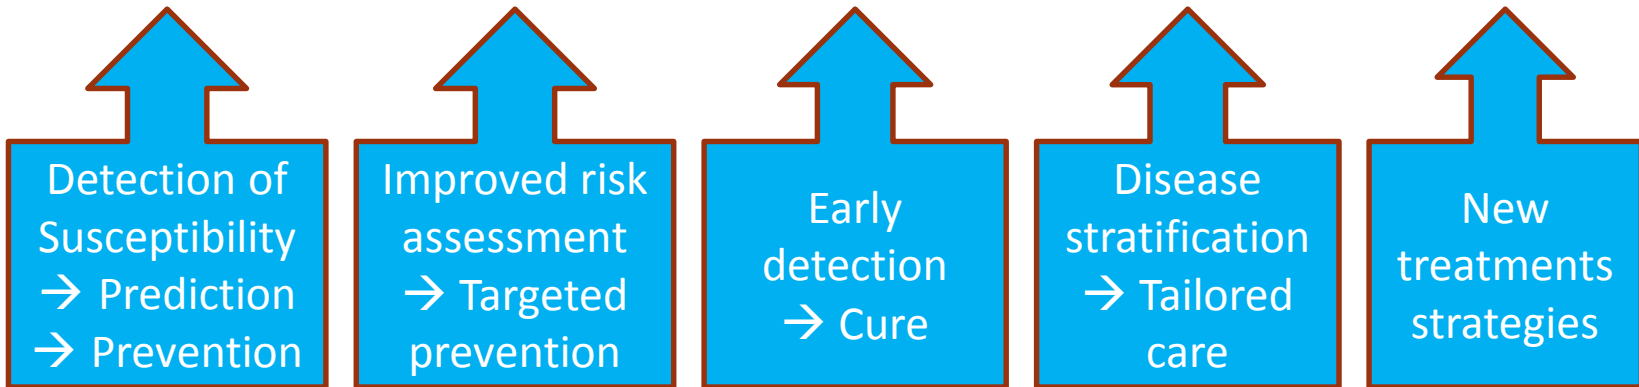 Detection of
Susceptibility
→ Prediction
→ Prevention
Improved risk
assessment
→ Targeted
prevention
Early
detection
→ Cure
Disease
stratification
→ Tailored
care
New
treatments
strategies